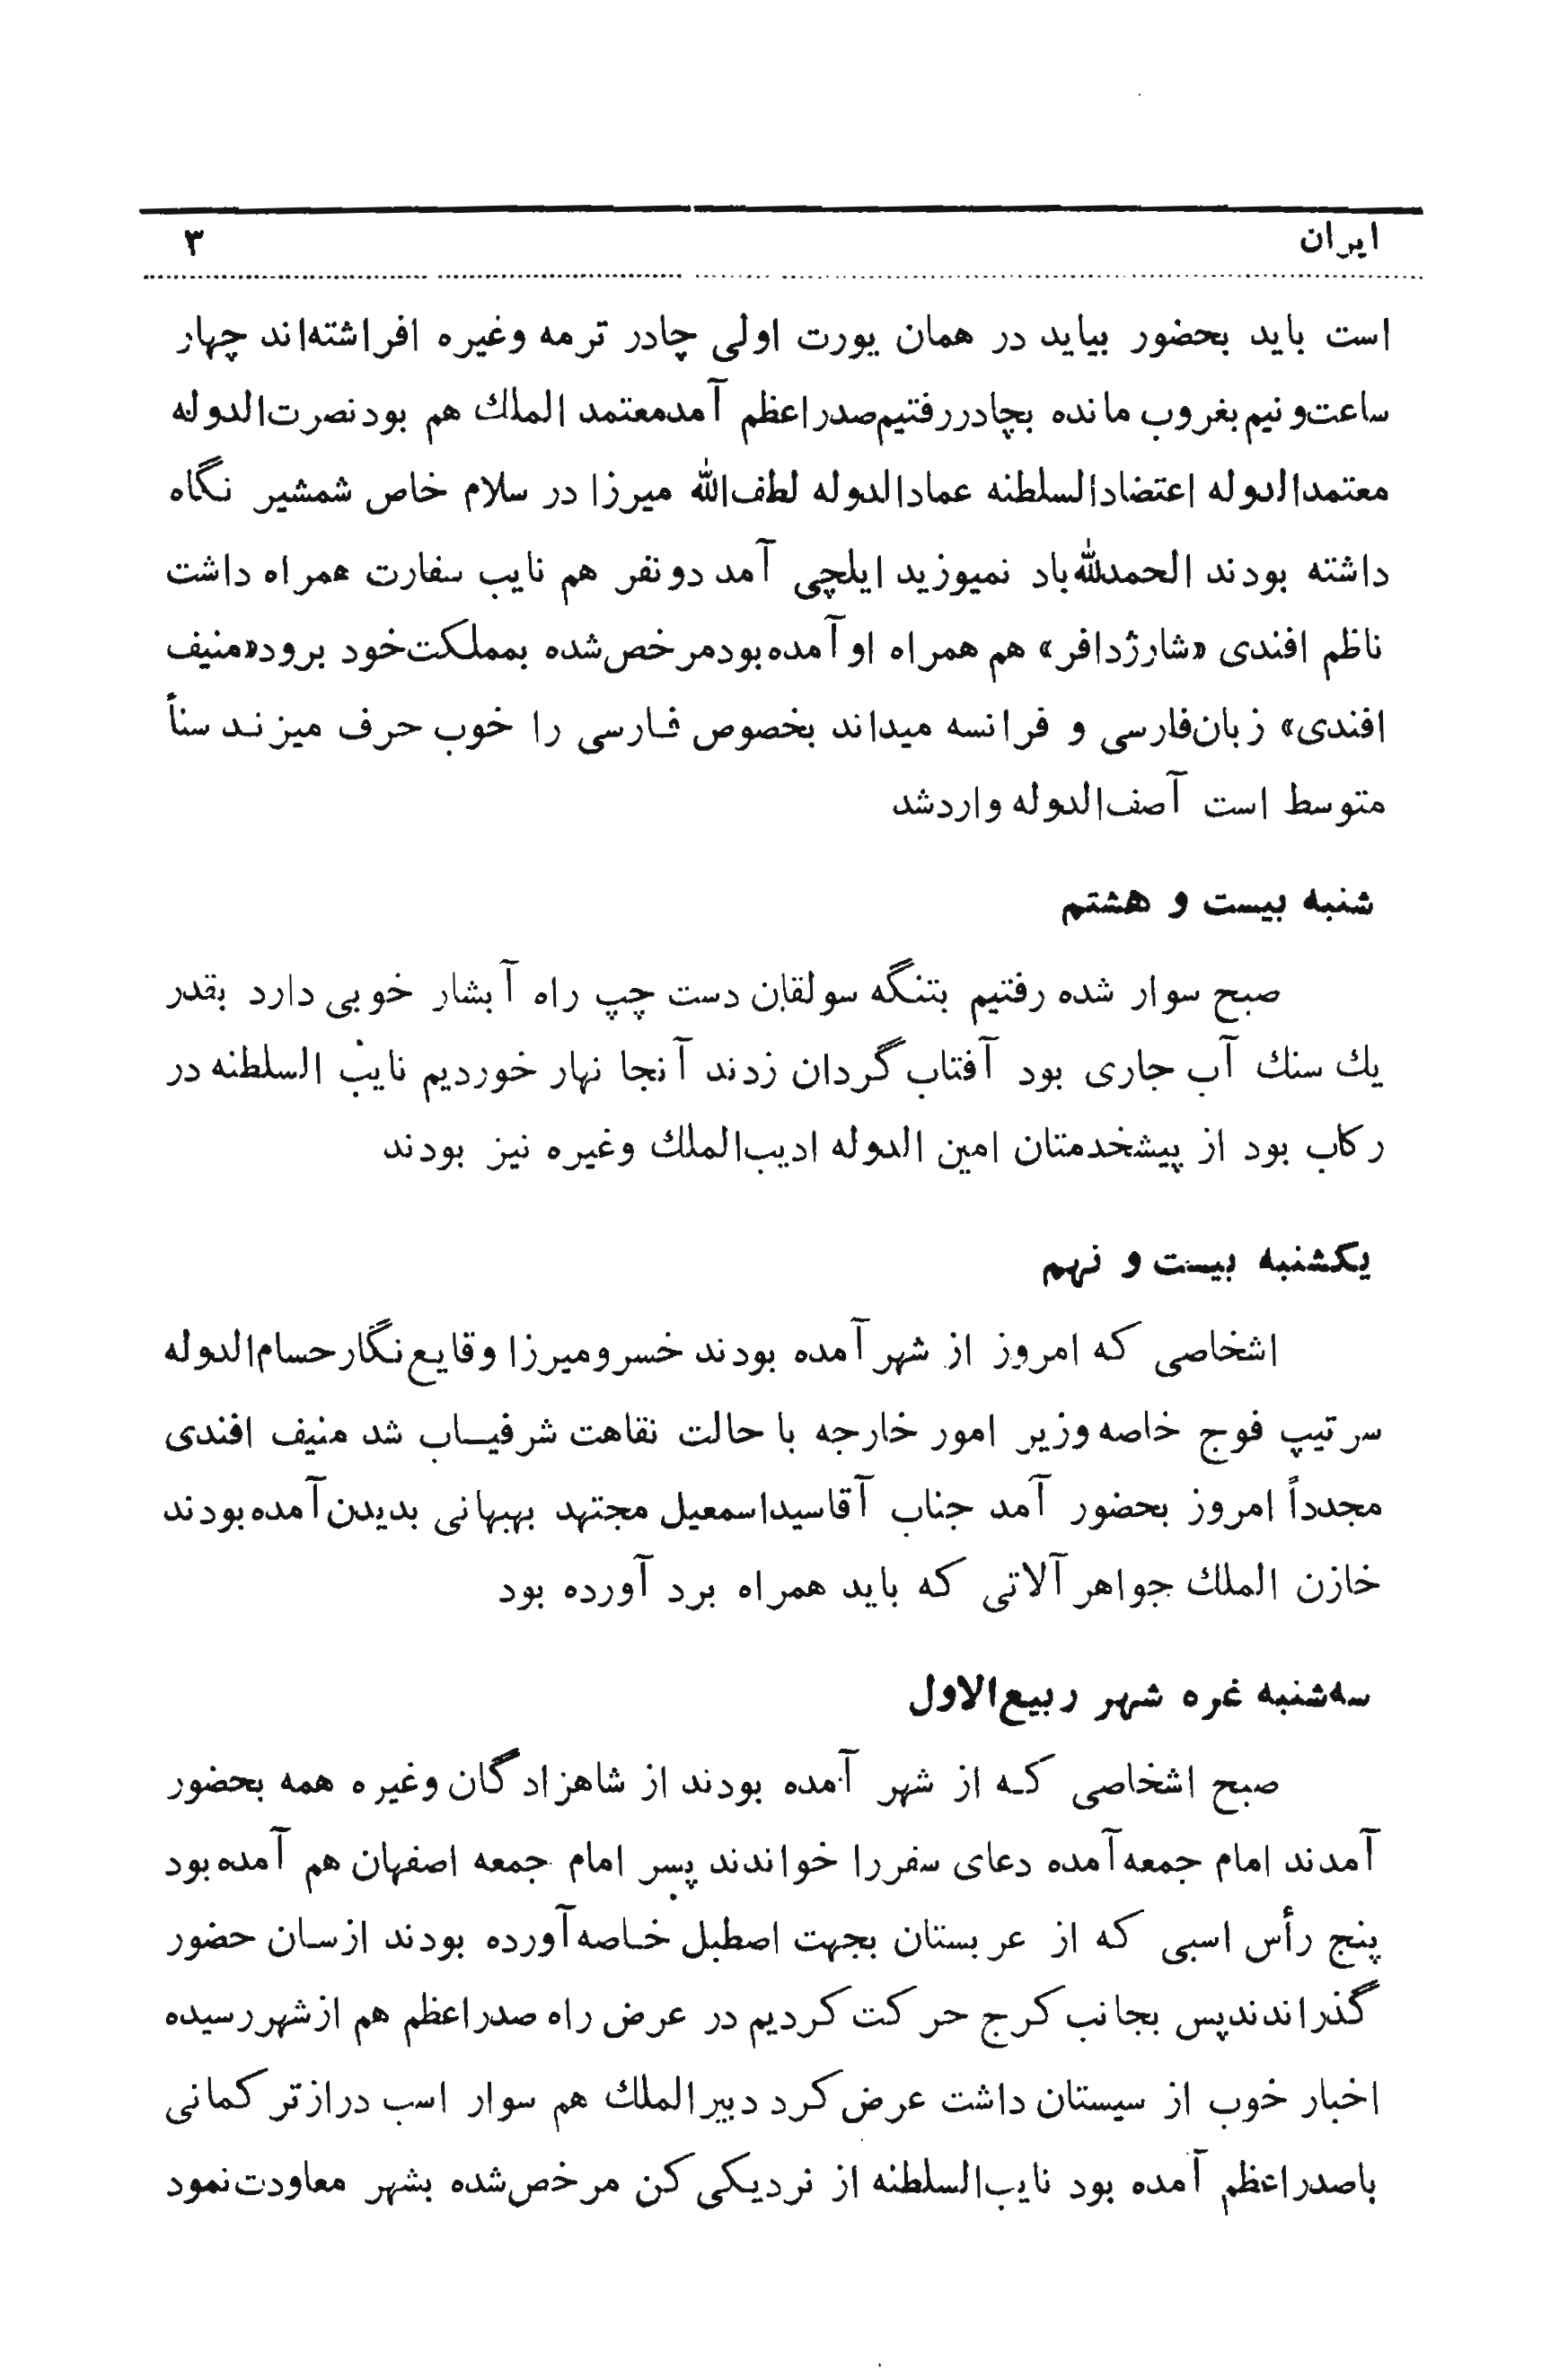 ایران ۳
است باید بحضور بیاید در همان یورت اولی چادر ترمه وغیره افراشته‌اند چهار
ساعت‌ونیم بغروب مانده بچادررفتیم‌صدراعظم آمدمعتمد الملك هم بودنصرت‌الدوله
معتمدالدوله اعتضادالسلطنه عمادالدوله لطف‌الله میرزا در سلام خاص شمشیر نگاه
داشته بودند الحمدلله‌باد نمیوزید ایلچی آمد دونفر هم نایب سفارت همراه داشت
ناظم افندی «شارژدافر» هم همراه او آمده‌بودمرخص‌شده بمملکت‌خود برود«منیف
افندی» زبان‌فارسی و فرانسه میداند بخصوص فارسی را خوب حرف میزند سناً
متوسط است آصف‌الدوله واردشد
شنبه بیست و هشتم
صبح سوار شده رفتیم بتنگه سولقان دست چپ راه آبشار خوبی دارد بقدر
یك سنك آب جاری بود آفتاب‌گردان زدند آنجا نهار خوردیم نایب السلطنه در
رکاب بود از پیشخدمتان امین الدوله ادیب‌الملك وغیره نیز بودند
یکشنبه بیست و نهم
اشخاصی که امروز از شهر آمده بودند خسرومیرزا وقایع‌نگار حسام‌الدوله
سرتیپ فوج خاصه وزیر امور خارجه با حالت نقاهت شرفیاب شد منیف افندی
مجدداً امروز بحضور آمد جناب آقاسیداسمعیل مجتهد بهبهانی بدیدن‌آمده‌بودند
خازن الملك جواهر آلاتی که باید همراه برد آورده بود
سه‌شنبه غره شهر ربیع‌الاول
صبح اشخاصی که از شهر آمده بودند از شاهزادگان وغیره همه بحضور
آمدند امام جمعه‌آمده دعای سفررا خواندند پسر امام جمعه اصفهان هم آمده‌بود
پنج رأس اسبی که از عربستان بجهت اصطبل خاصه‌آورده بودند ازسان حضور
گذراندندپس بجانب کرج حرکت کردیم در عرض راه صدراعظم هم ازشهررسیده
اخبار خوب از سیستان داشت عرض‌کرد دبیرالملك هم سوار اسب درازترکمانی
باصدراعظم آمده بود نایب‌السلطنه از نردیکی کن مرخص‌شده بشهر معاودت‌نمود